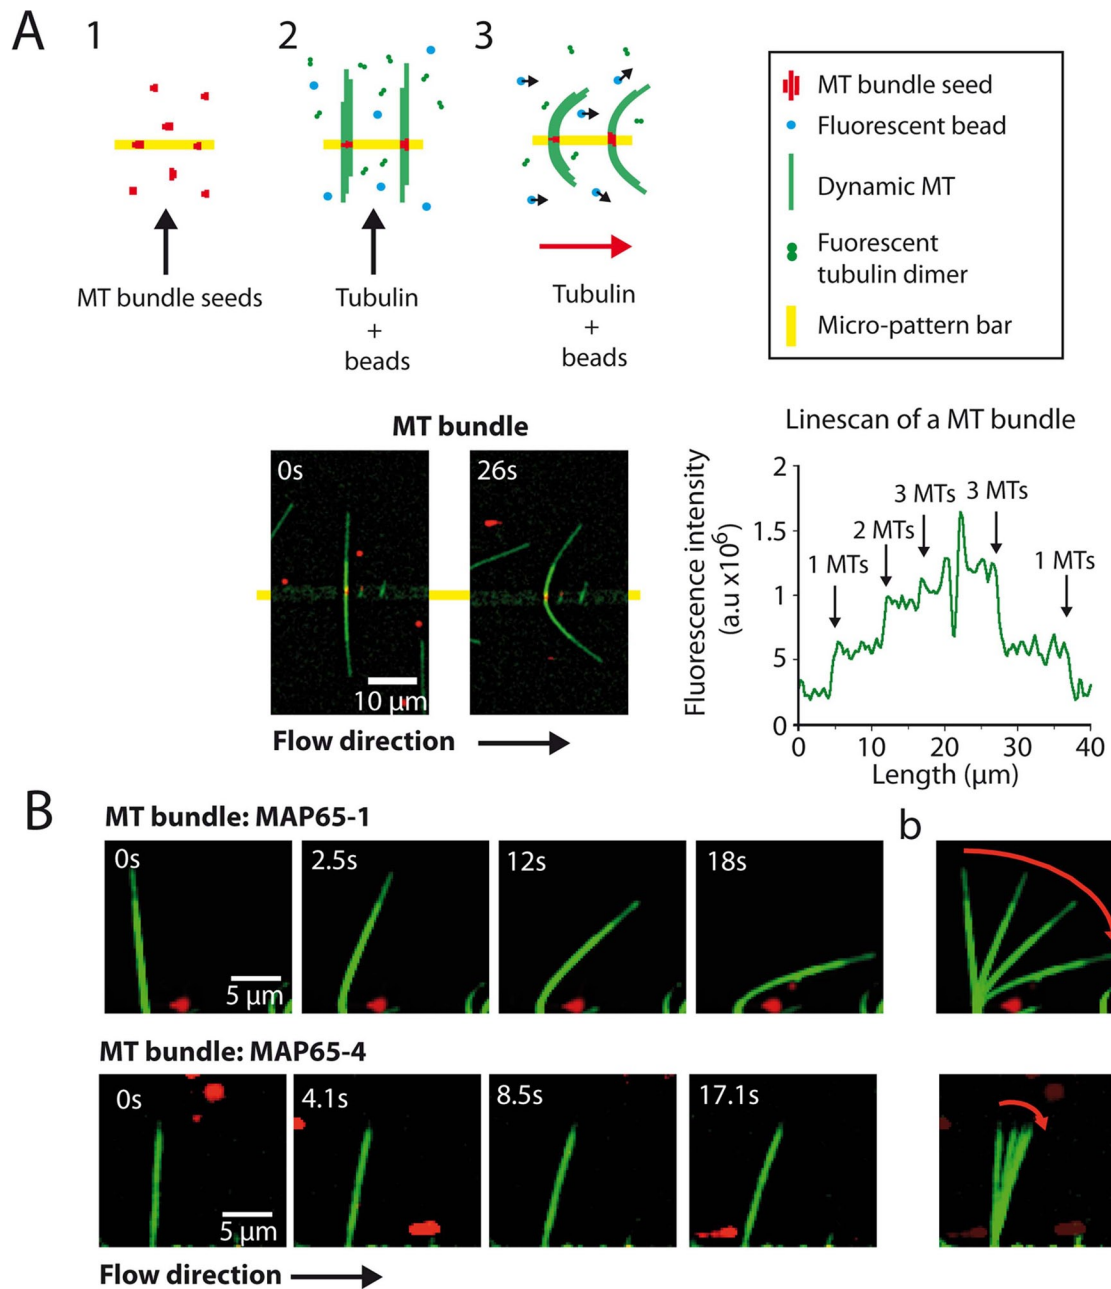 A
1
2
3
MT bundle seeds
Tubulin
+
beads
Tubulin
+
beads
MT bundle seed
Fluorescent bead
Dynamic MT
Fuorescent
tubulin dimer
Micro-pattern bar
MT bundle
0s
26s
10 µm
Flow direction
Linescan of a MT bundle
Fluorescence intensity
(a.u x10⁶)
2
1.5
1
5
0
1 MTs
2 MTs
3 MTs
3 MTs
1 MTs
0
10
20
30
40
Length (µm)
B
MT bundle: MAP65-1
b
0s
2.5s
12s
18s
5 µm
MT bundle: MAP65-4
0s
4.1s
8.5s
17.1s
5 µm
Flow direction